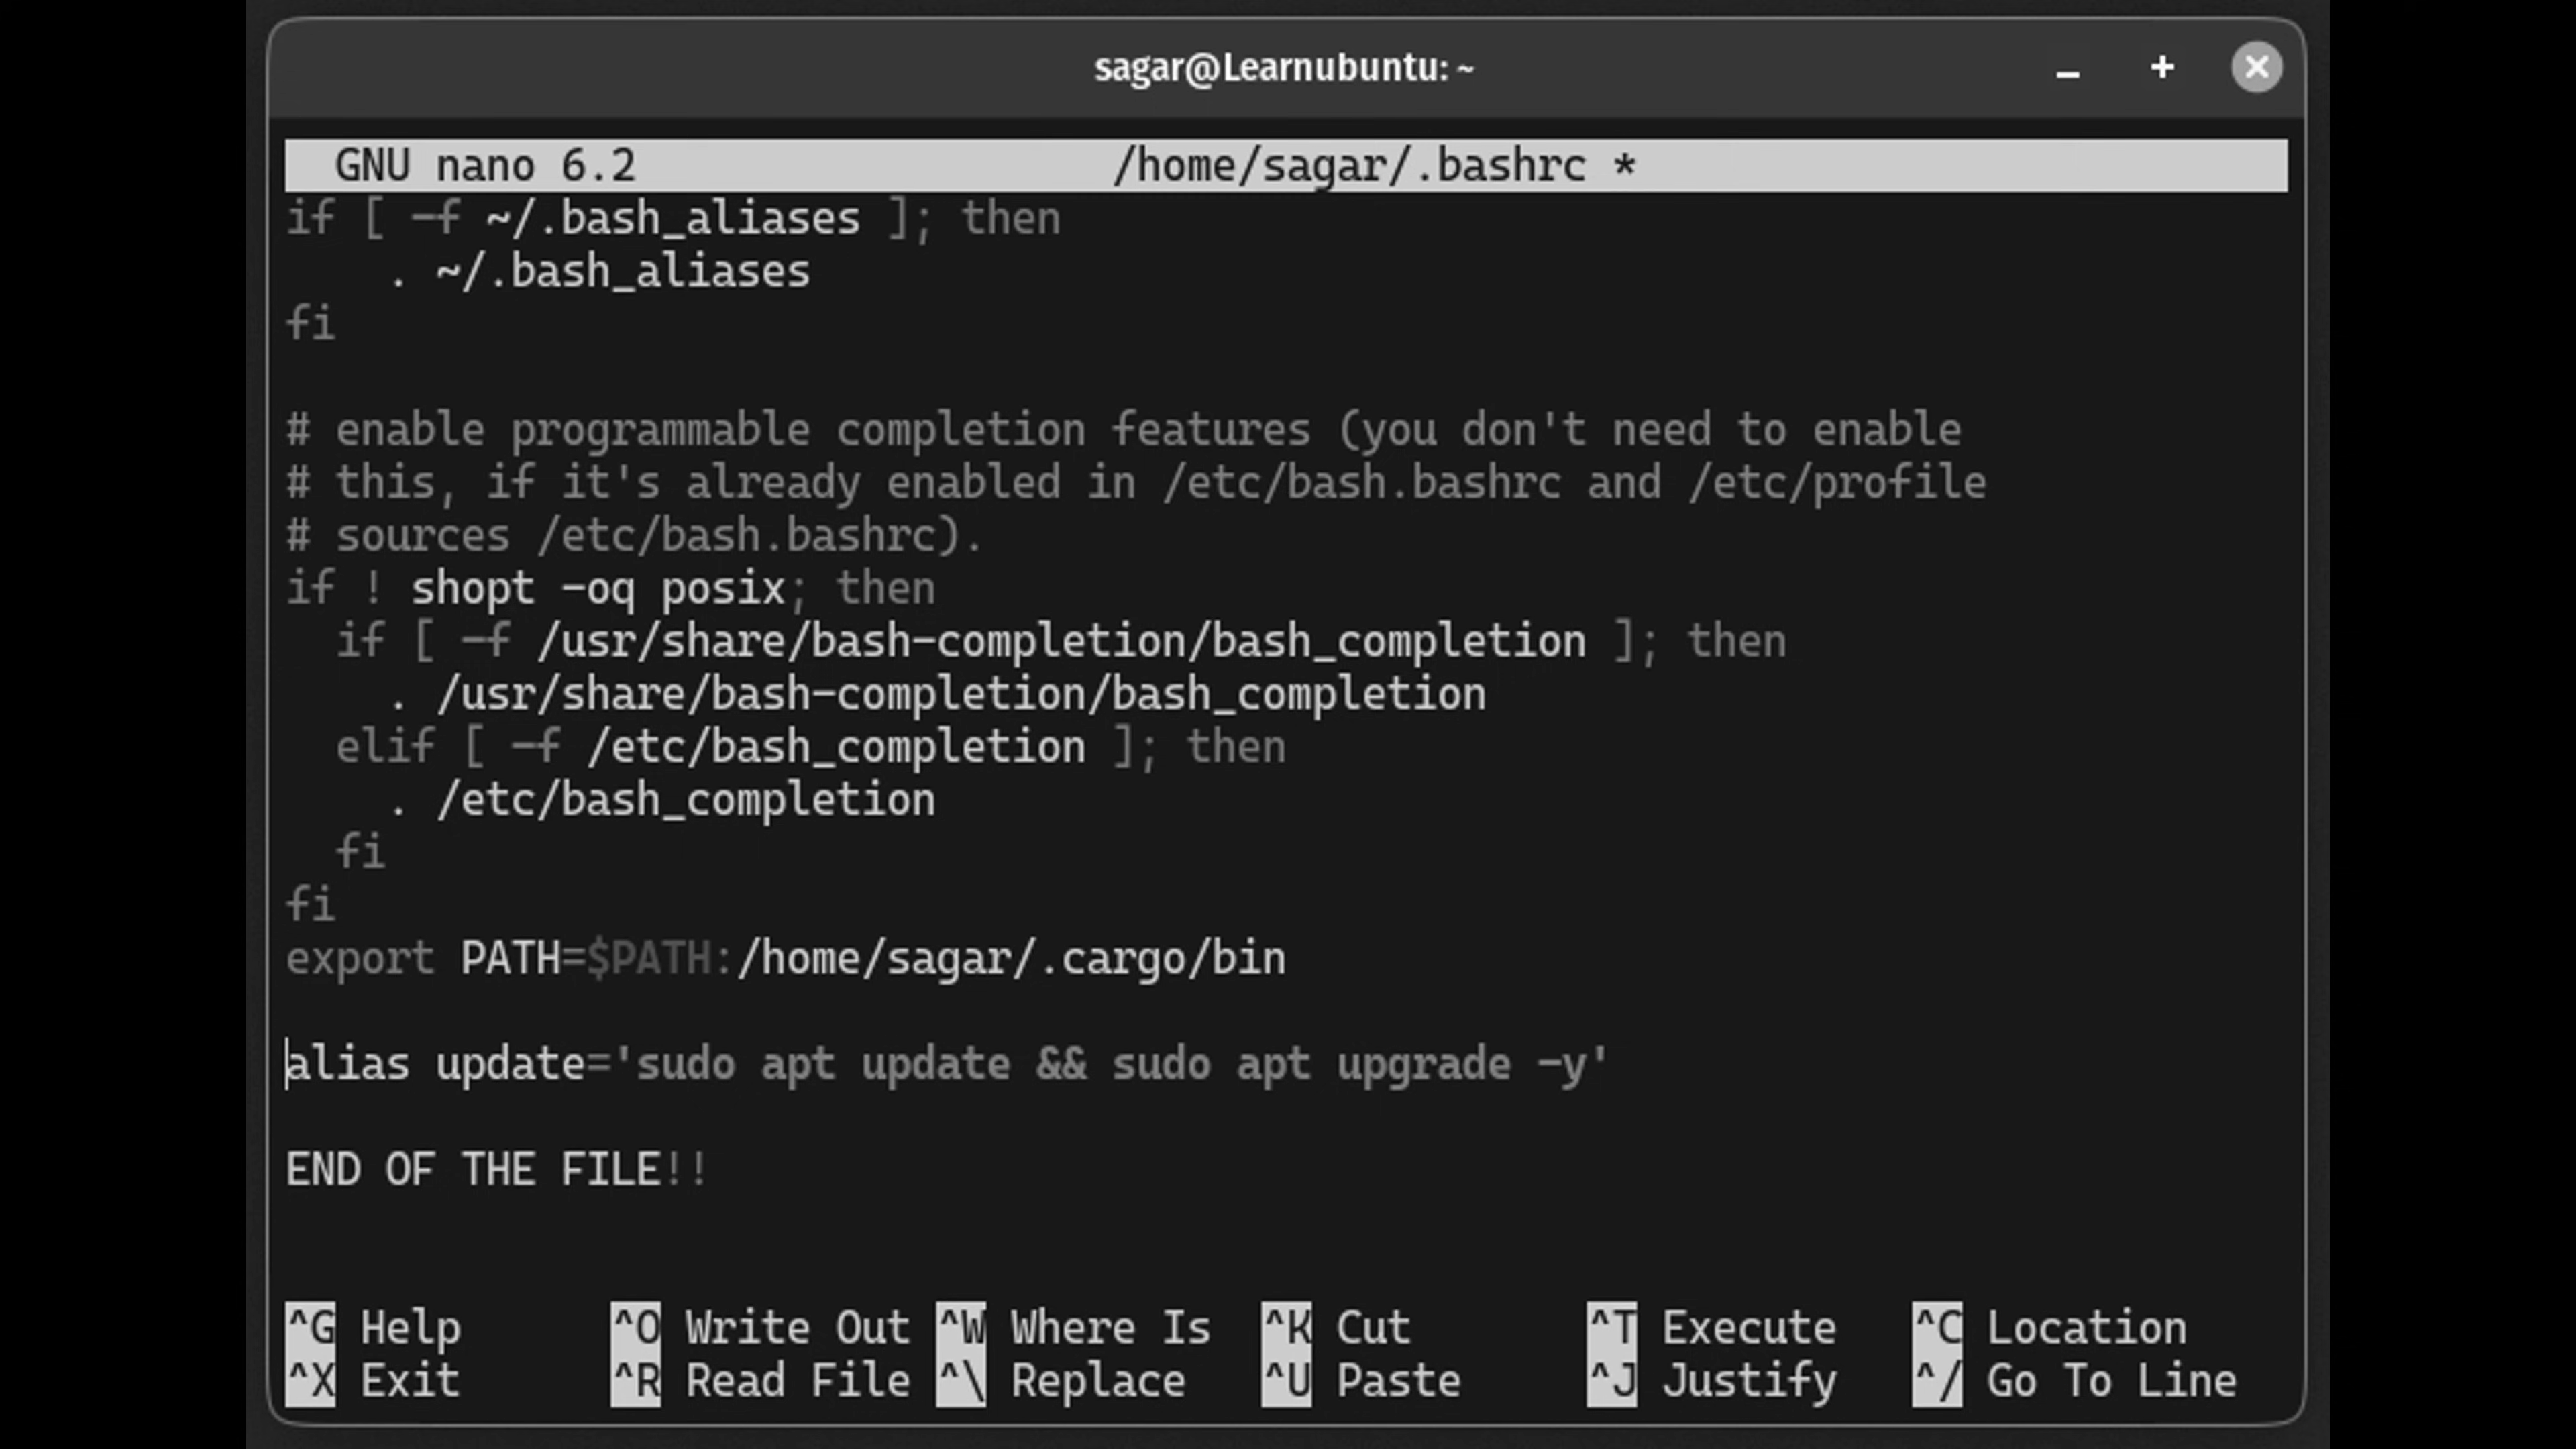 sagar@Learnubuntu: ~
GNU nano 6.2 /home/sagar/.bashrc *
if [ -f ~/.bash_aliases ]; then
    . ~/.bash_aliases
fi

# enable programmable completion features (you don't need to enable
# this, if it's already enabled in /etc/bash.bashrc and /etc/profile
# sources /etc/bash.bashrc).
if ! shopt -oq posix; then
  if [ -f /usr/share/bash-completion/bash_completion ]; then
    . /usr/share/bash-completion/bash_completion
  elif [ -f /etc/bash_completion ]; then
    . /etc/bash_completion
  fi
fi
export PATH=$PATH:/home/sagar/.cargo/bin

alias update='sudo apt update && sudo apt upgrade -y'

END OF THE FILE!!

^G Help ^O Write Out ^W Where Is ^K Cut ^T Execute ^C Location
^X Exit ^R Read File ^\ Replace ^U Paste ^J Justify ^/ Go To Line